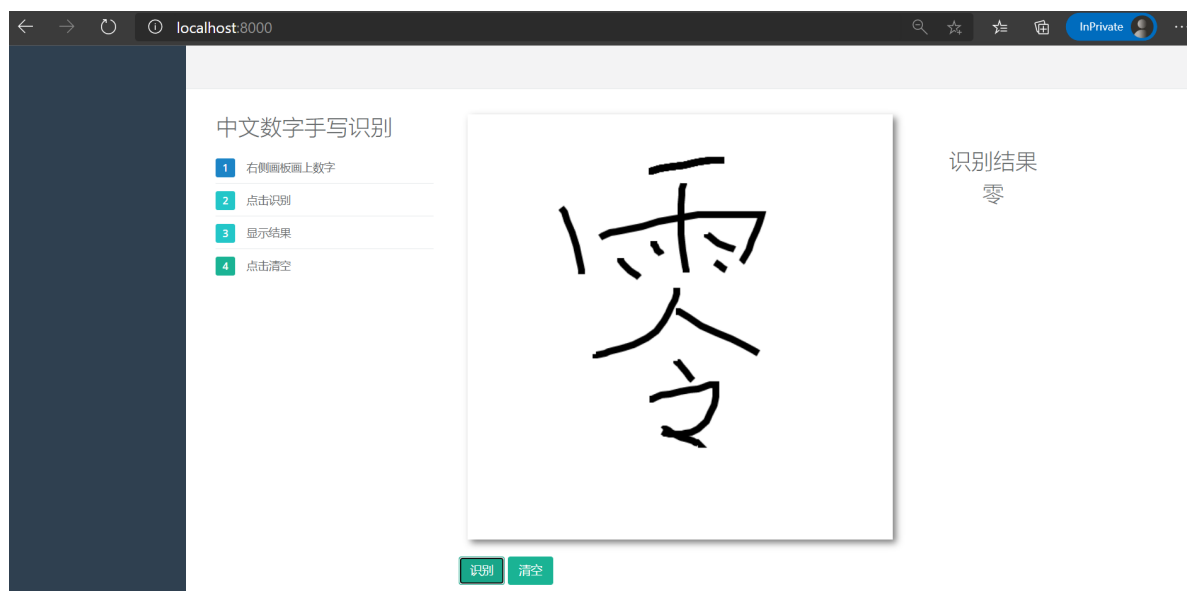 localhost:8000
InPrivate
中文数字手写识别
1 右侧画板画上数字
2 点击识别
3 显示结果
4 点击清空
零
识别结果
零
识别 清空